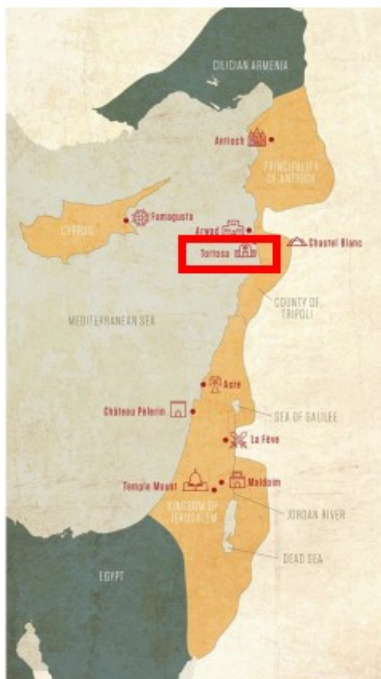 CILICIAN ARMENIA
Antioch
PRINCIPALITY
OF ANTIOCH
Famagusta
CYPRUS
Arwad
Chastel Blanc
Tortosa
COUNTY OF
TRIPOLI
MEDITERRANEAN SEA
Acre
Château Pèlerin
SEA OF GALILEE
La Fève
Temple Mount
Maldoim
KINGDOM OF
JERUSALEM
JORDAN RIVER
DEAD SEA
EGYPT